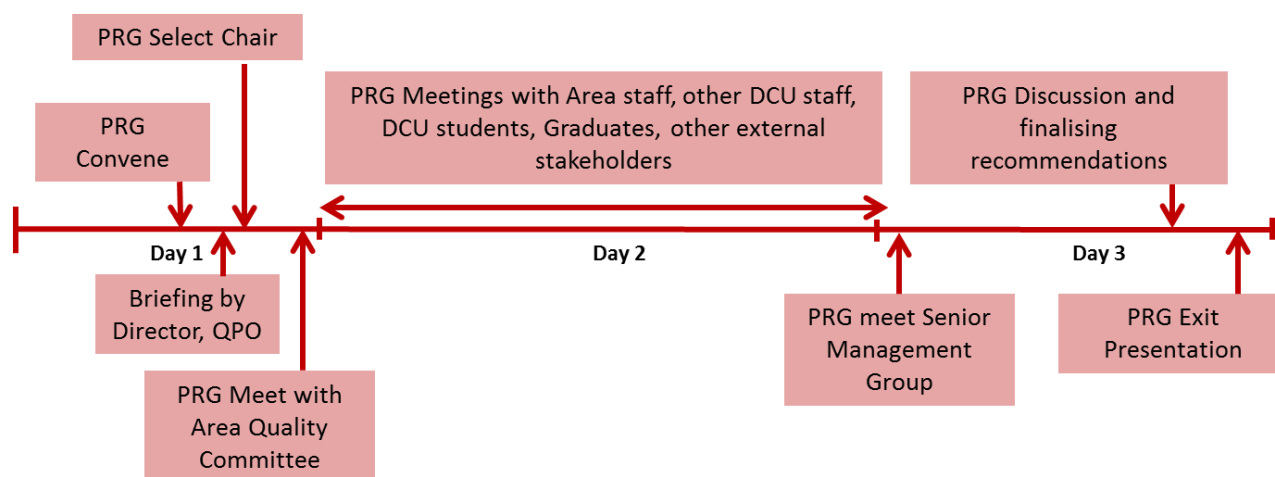 PRG Select Chair
PRG
Convene
PRG Meetings with Area staff, other DCU staff,
DCU students, Graduates, other external
stakeholders
PRG Discussion and
finalising
recommendations
Day 1
Day 2
Day 3
Briefing by
Director, QPO
PRG Meet with
Area Quality
Committee
PRG meet Senior
Management
Group
PRG Exit
Presentation